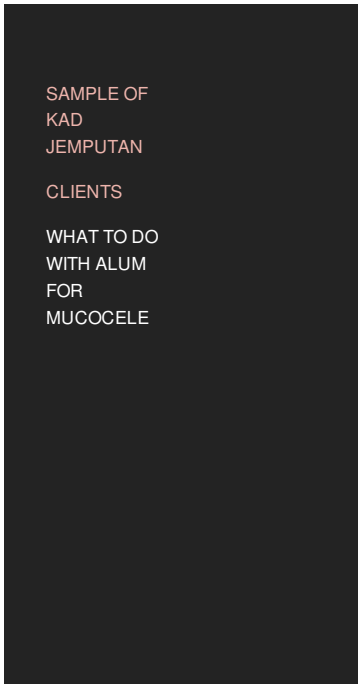 SAMPLE OF
KAD
JEMPUTAN
CLIENTS
WHAT TO DO
WITH ALUM
FOR
MUCOCELE